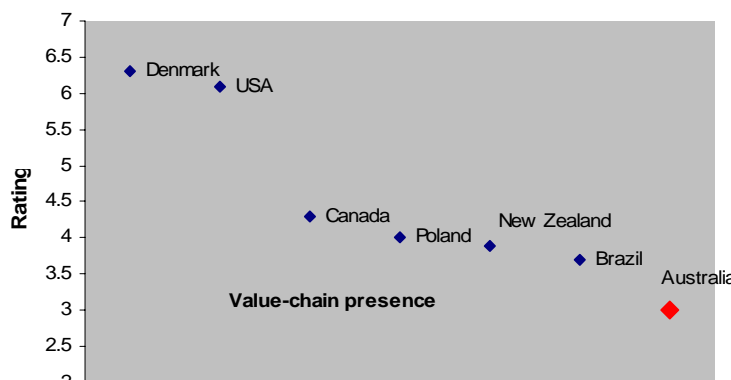 7
6.5
Denmark
6
USA
5.5
5
4.5
Canada
New Zealand
4
Poland
3.5
Brazil
Australia
3
Value-chain presence
2.5
Rating